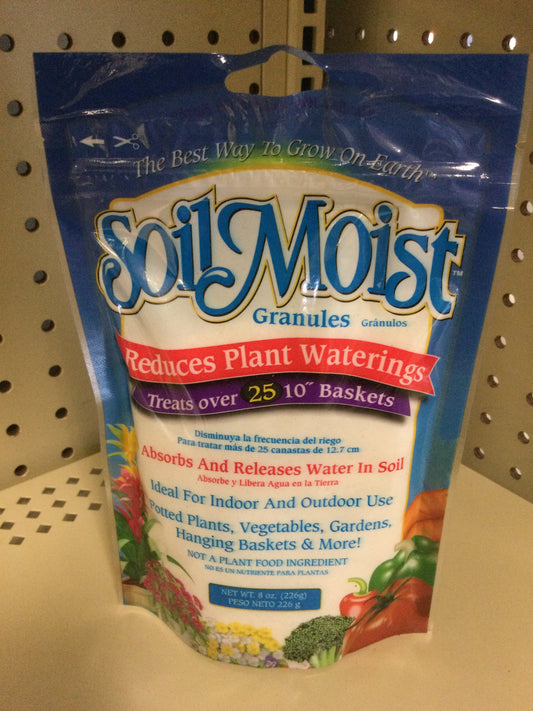 The Best Way To Grow On Earth™
Soil Moist™
Granules Gránulos
Reduces Plant Waterings
Treats over 25 10" Baskets
Disminuya la frecuencia del riego
Para tratar más de 25 canastas de 12.7 cm
Absorbs And Releases Water In Soil
Absorbe y Libera Agua en la Tierra
Ideal For Indoor And Outdoor Use
Potted Plants, Vegetables, Gardens,
Hanging Baskets & More!
NOT A PLANT FOOD INGREDIENT
NO ES UN NUTRIENTE PARA PLANTAS
NET WT. 8 oz. (226g)
PESO NETO 226 g